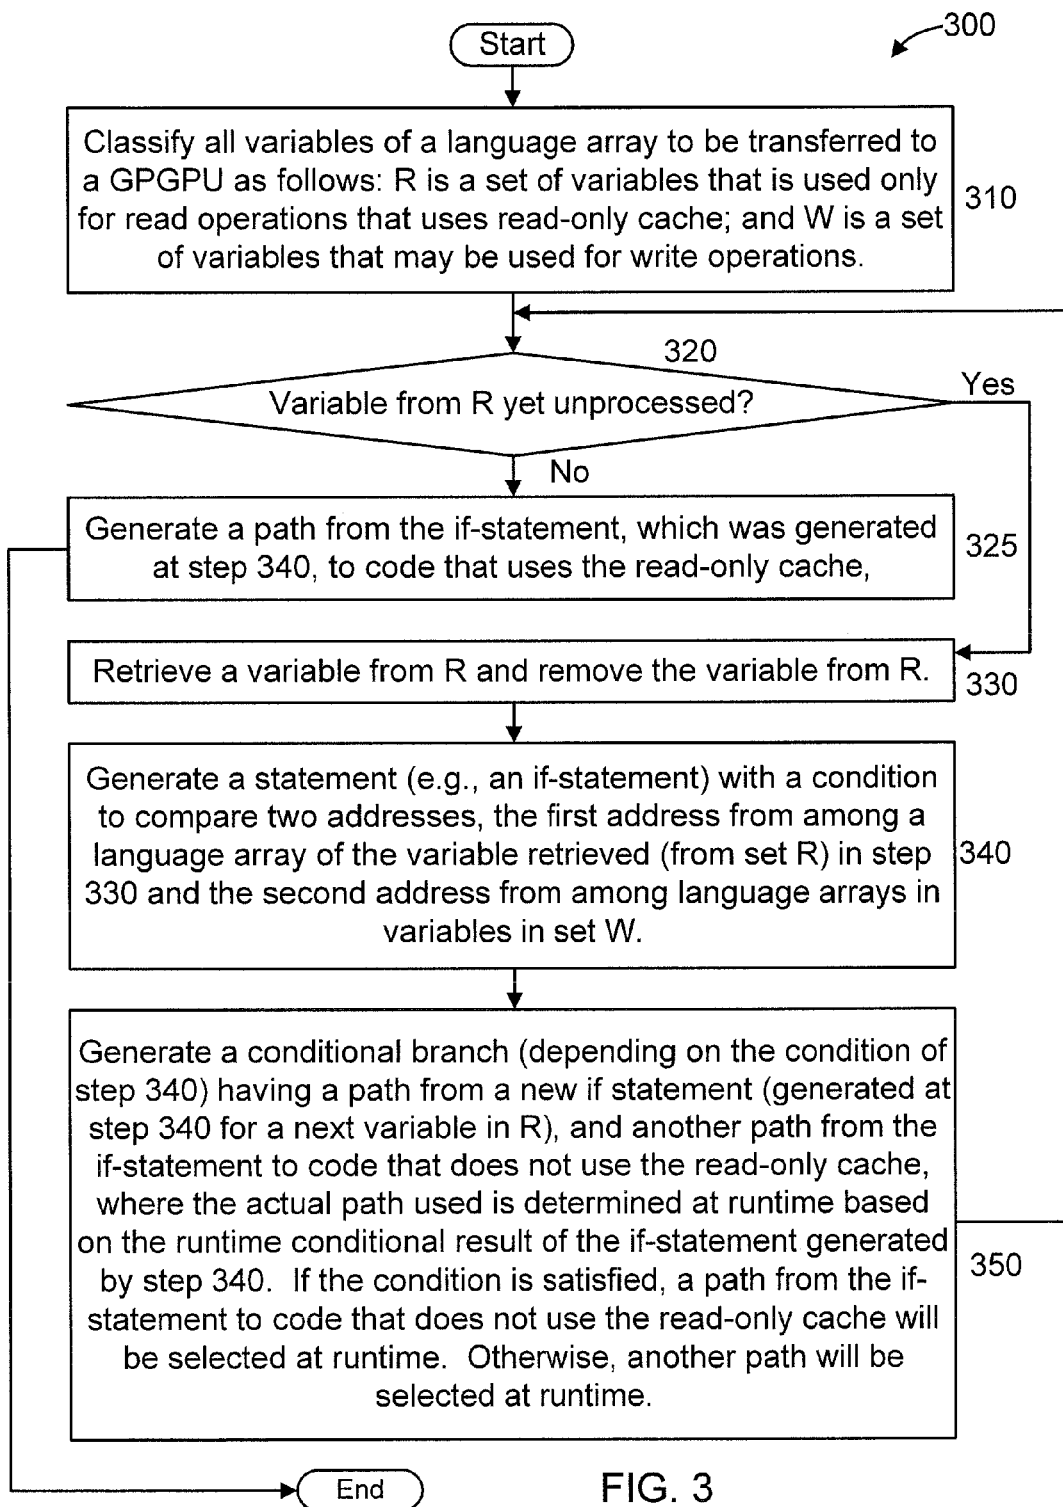 Start
300
Classify all variables of a language array to be transferred to
a GPGPU as follows: R is a set of variables that is used only
for read operations that uses read-only cache; and W is a set
of variables that may be used for write operations.
310
320
Variable from R yet unprocessed?
Yes
No
Generate a path from the if-statement, which was generated
at step 340, to code that uses the read-only cache,
325
Retrieve a variable from R and remove the variable from R.
330
Generate a statement (e.g., an if-statement) with a condition
to compare two addresses, the first address from among a
language array of the variable retrieved (from set R) in step
330 and the second address from among language arrays in
variables in set W.
340
Generate a conditional branch (depending on the condition of
step 340) having a path from a new if statement (generated at
step 340 for a next variable in R), and another path from the
if-statement to code that does not use the read-only cache,
where the actual path used is determined at runtime based
on the runtime conditional result of the if-statement generated
by step 340.  If the condition is satisfied, a path from the if-
statement to code that does not use the read-only cache will
be selected at runtime.  Otherwise, another path will be
selected at runtime.
350
End
FIG. 3